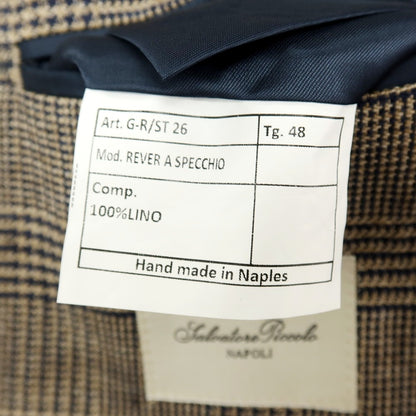 Art. G-R/ST 26 Tg. 48
Mod. REVER A SPECCHIO
Comp.
100%LINO
Hand made in Naples
Salvatore Piccolo
NAPOLI